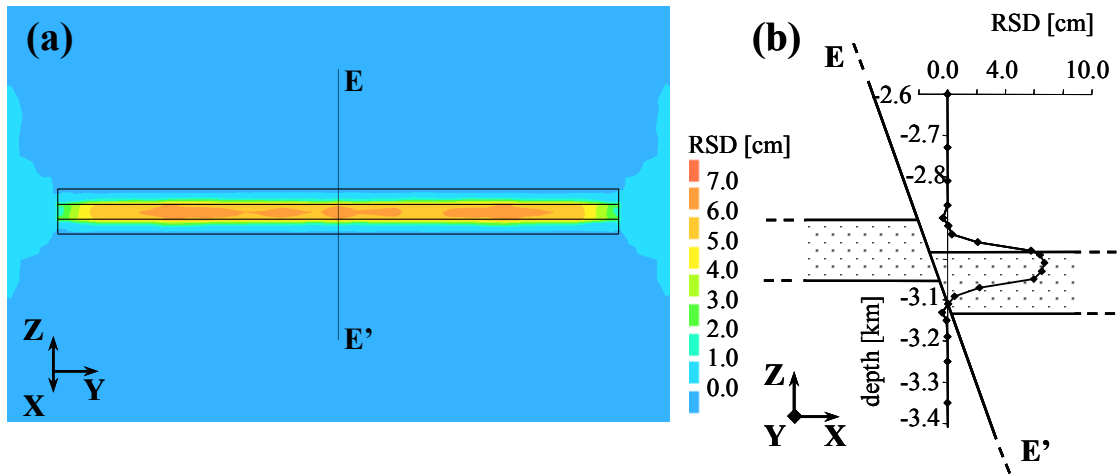 (a)
E
E’
Z
X
Y
RSD [cm]
7.0
6.0
5.0
4.0
3.0
2.0
1.0
0.0
(b)
RSD [cm]
0.0 4.0 10.0
E
-2.6
-2.7
-2.8
-3.1
-3.2
-3.3
-3.4
depth [km]
Z
Y
X
E’